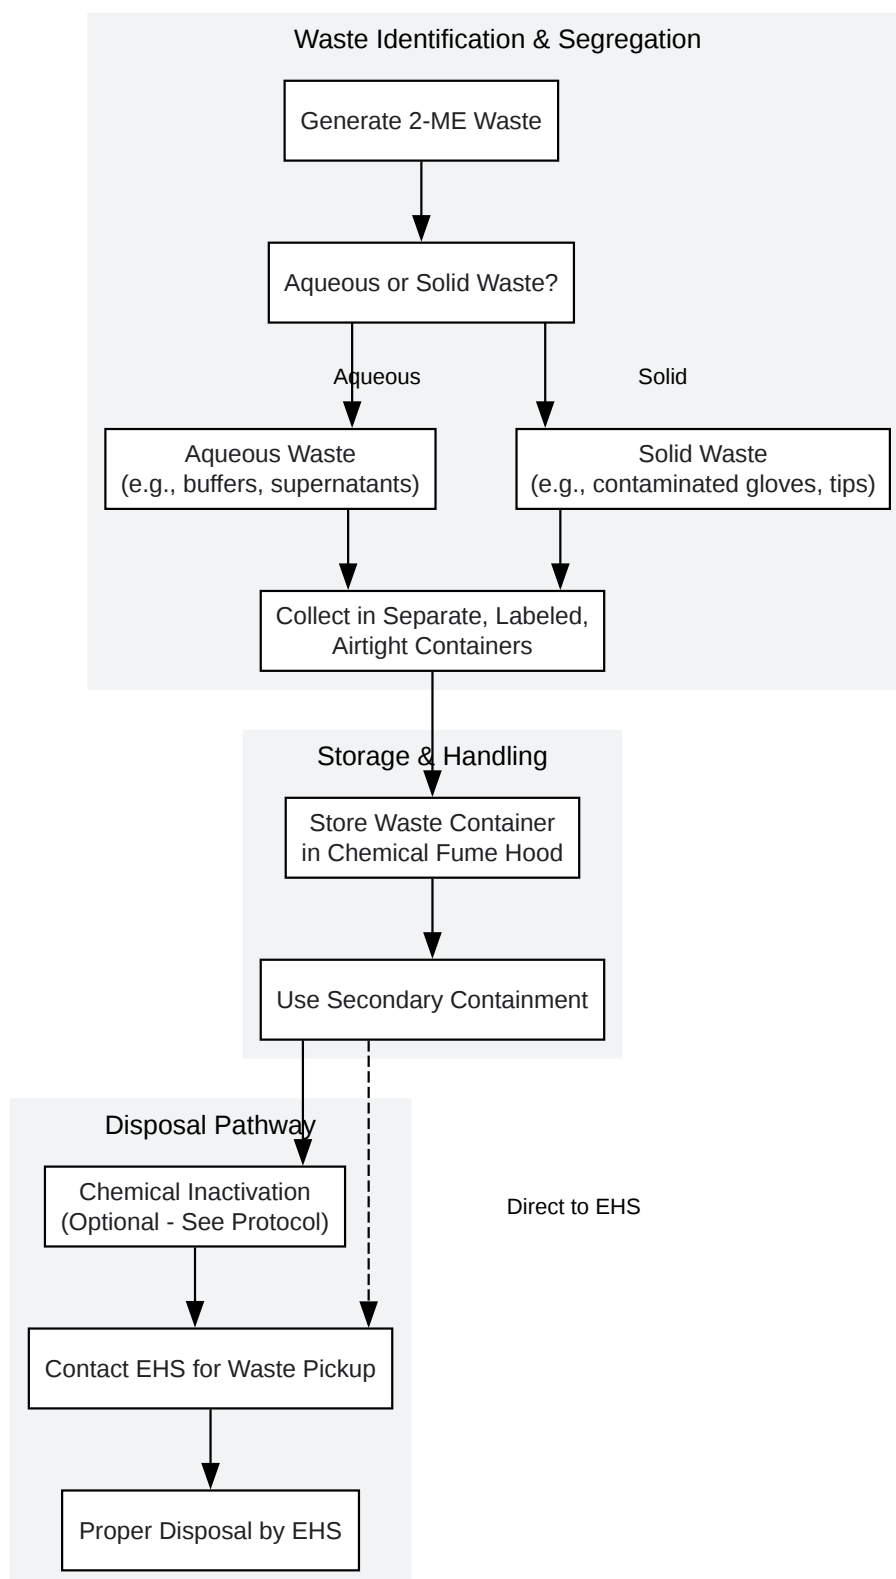 Waste Identification & Segregation
Generate 2-ME Waste
Aqueous or Solid Waste?
Aqueous
Solid
Aqueous Waste
(e.g., buffers, supernatants)
Solid Waste
(e.g., contaminated gloves, tips)
Collect in Separate, Labeled,
Airtight Containers
Storage & Handling
Store Waste Container
in Chemical Fume Hood
Use Secondary Containment
Disposal Pathway
Chemical Inactivation
(Optional - See Protocol)
Direct to EHS
Contact EHS for Waste Pickup
Proper Disposal by EHS